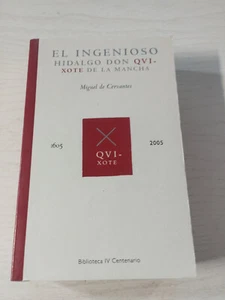 EL INGENIOSO
HIDALGO DON QVI-
XOTE DE LA MANCHA
Miguel de Cervantes
1605
QVI-
XOTE
2005
Biblioteca IV Centenario